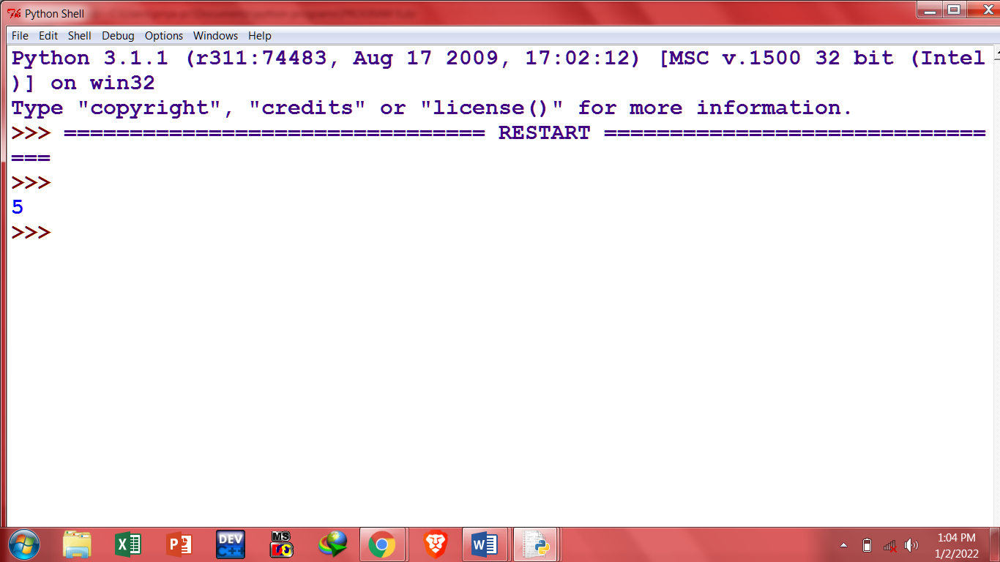 Python Shell
File Edit Shell Debug Options Windows Help
Python 3.1.1 (r311:74483, Aug 17 2009, 17:02:12) [MSC v.1500 32 bit (Intel
)] on win32
Type "copyright", "credits" or "license()" for more information.
>>> ================================ RESTART =============================
===
>>>
5
>>>
DEV
C++
MS
1:04 PM
1/2/2022